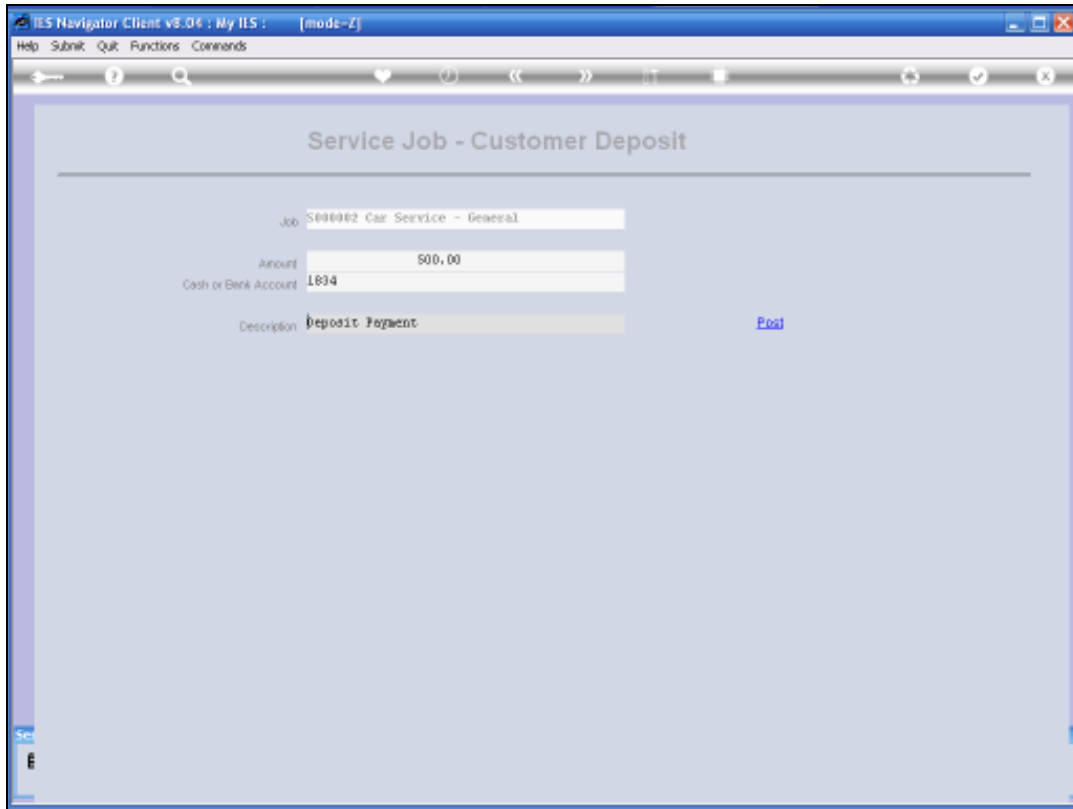 IES Navigator Client v8.04 : My IES : [mode=Z]
Help Submit Quit Functions Commands
Service Job - Customer Deposit
Job S000002 Car Service - General
Amount 500.00
Cash or Bank Account 1834
Description Deposit Payment Post